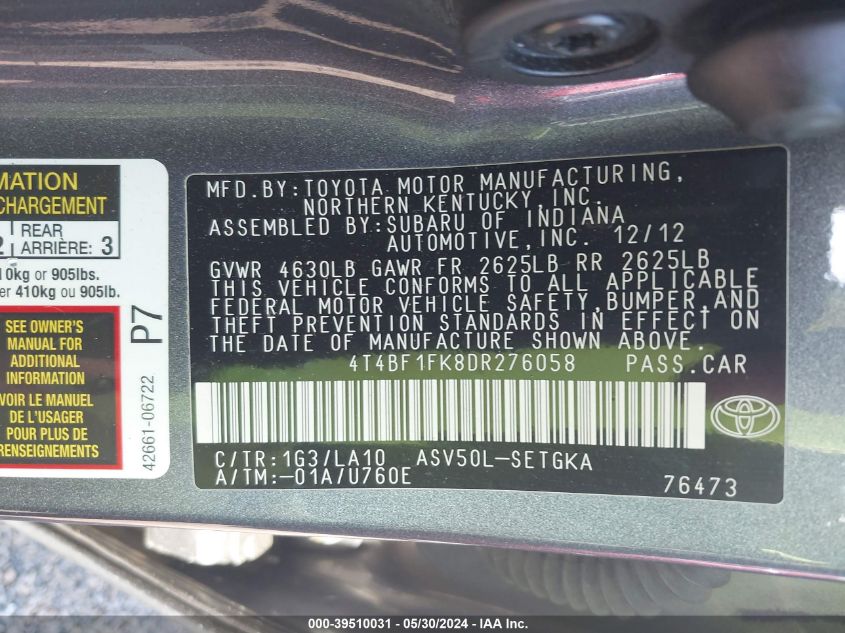 MATION
CHARGEMENT
2 REAR ARRIÈRE: 3
10kg or 905lbs.
er 410kg ou 905lb.
SEE OWNER'S
MANUAL FOR
ADDITIONAL
VOIR LE MANUEL
DE L'USAGER
POUR PLUS DE
P7
42661-06722
MFD.BY:TOYOTA MOTOR MANUFACTURING,
NORTHERN KENTUCKY,INC.
ASSEMBLED BY:SUBARU OF INDIANA
AUTOMOTIVE,INC. 12/12
GVWR 4630LB GAWR FR 2625LB RR 2625LB
THIS VEHICLE CONFORMS TO ALL APPLICABLE
FEDERAL MOTOR VEHICLE SAFETY,BUMPER,AND
THEFT PREVENTION STANDARDS IN EFFECT ON
THE DATE OF MANUFACTURE SHOWN ABOVE.
4T4BF1FK8DR276058 PASS.CAR
C/TR:1G3/LA10 ASV50L-SETGKA
A/TM:-01A/U760E
76473
000-39510031 - 05/30/2024 - IAA Inc.